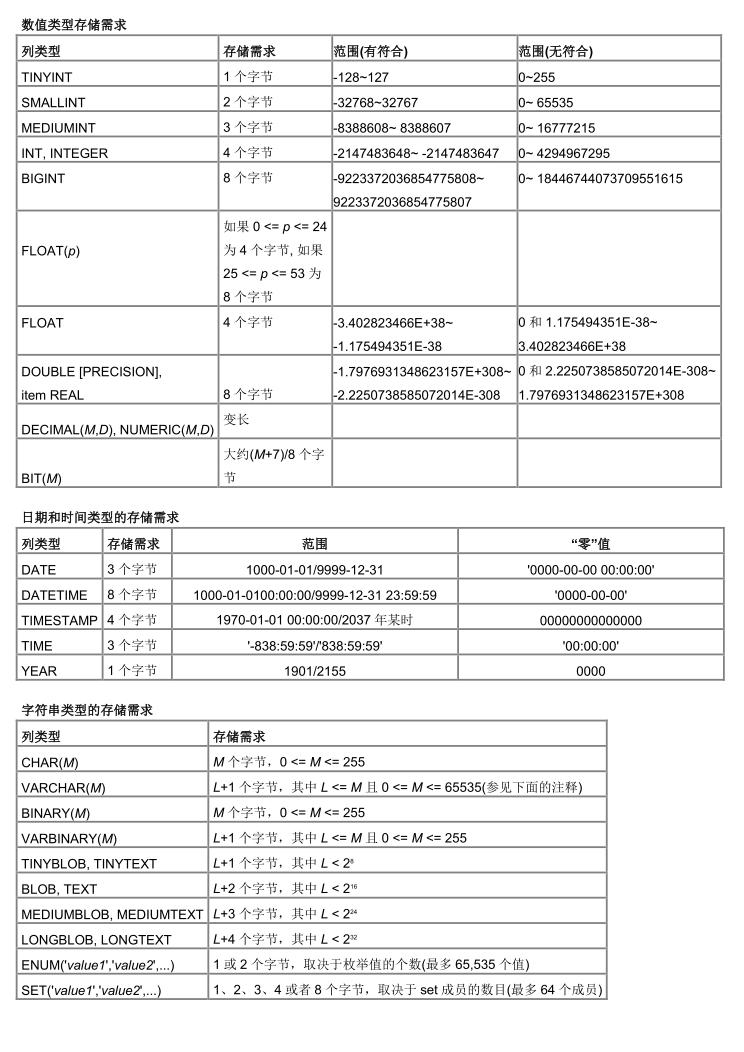 数值类型存储需求
列类型 存储需求 范围(有符合) 范围(无符合)
TINYINT 1 个字节 -128~127 0~255
SMALLINT 2 个字节 -32768~32767 0~ 65535
MEDIUMINT 3 个字节 -8388608~ 8388607 0~ 16777215
INT, INTEGER 4 个字节 -2147483648~ -2147483647 0~ 4294967295
BIGINT 8 个字节 -9223372036854775808~ 0~ 18446744073709551615
9223372036854775807
如果 0 <= p <= 24
FLOAT(p) 为 4 个字节, 如果
25 <= p <= 53 为
8 个字节
FLOAT 4 个字节 -3.402823466E+38~ 0 和 1.175494351E-38~
-1.175494351E-38 3.402823466E+38
DOUBLE [PRECISION], -1.7976931348623157E+308~ 0 和 2.2250738585072014E-308~
item REAL 8 个字节 -2.2250738585072014E-308 1.7976931348623157E+308
DECIMAL(M,D), NUMERIC(M,D) 变长
大约(M+7)/8 个字
BIT(M) 节
日期和时间类型的存储需求
列类型 存储需求 范围 “零”值
DATE 3 个字节 1000-01-01/9999-12-31 '0000-00-00 00:00:00'
DATETIME 8 个字节 1000-01-0100:00:00/9999-12-31 23:59:59 '0000-00-00'
TIMESTAMP 4 个字节 1970-01-01 00:00:00/2037 年某时 00000000000000
TIME 3 个字节 '-838:59:59'/'838:59:59' '00:00:00'
YEAR 1 个字节 1901/2155 0000
字符串类型的存储需求
列类型 存储需求
CHAR(M) M 个字节，0 <= M <= 255
VARCHAR(M) L+1 个字节，其中 L <= M 且 0 <= M <= 65535(参见下面的注释)
BINARY(M) M 个字节，0 <= M <= 255
VARBINARY(M) L+1 个字节，其中 L <= M 且 0 <= M <= 255
TINYBLOB, TINYTEXT L+1 个字节，其中 L < 2⁸
BLOB, TEXT L+2 个字节，其中 L < 2¹⁶
MEDIUMBLOB, MEDIUMTEXT L+3 个字节，其中 L < 2²⁴
LONGBLOB, LONGTEXT L+4 个字节，其中 L < 2³²
ENUM('value1','value2',...) 1 或 2 个字节，取决于枚举值的个数(最多 65,535 个值)
SET('value1','value2',...) 1、2、3、4 或者 8 个字节，取决于 set 成员的数目(最多 64 个成员)